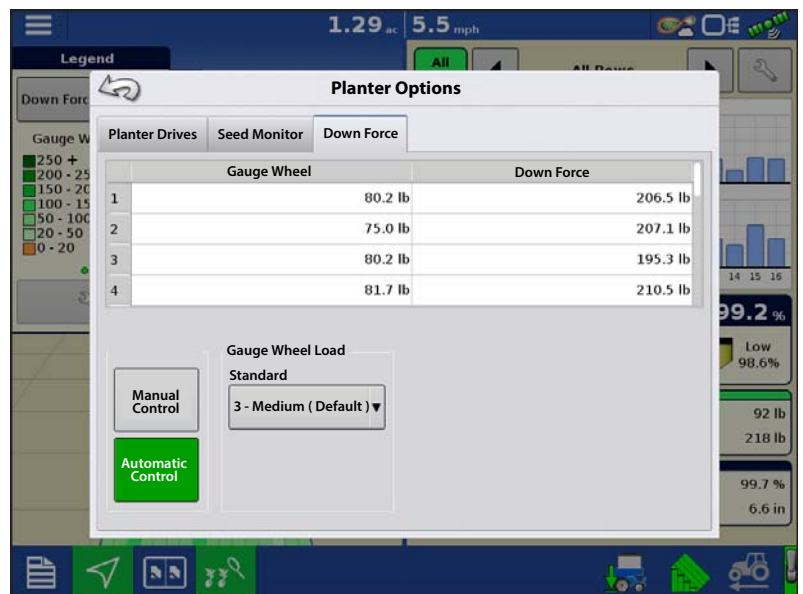 1.29 ac 5.5 mph
Legend
All
All Rows
Down Forc
Planter Options
Planter Drives Seed Monitor Down Force
Gauge W
250 +
200 - 25
150 - 20
100 - 15
50 - 100
20 - 50
0 - 20
Gauge Wheel Down Force
1 80.2 lb 206.5 lb
2 75.0 lb 207.1 lb
3 80.2 lb 195.3 lb
4 81.7 lb 210.5 lb
14 15 16
99.2 %
Low
98.6%
Gauge Wheel Load
Standard
3 - Medium ( Default )
Manual
Control
Automatic
Control
92 lb
218 lb
99.7 %
6.6 in